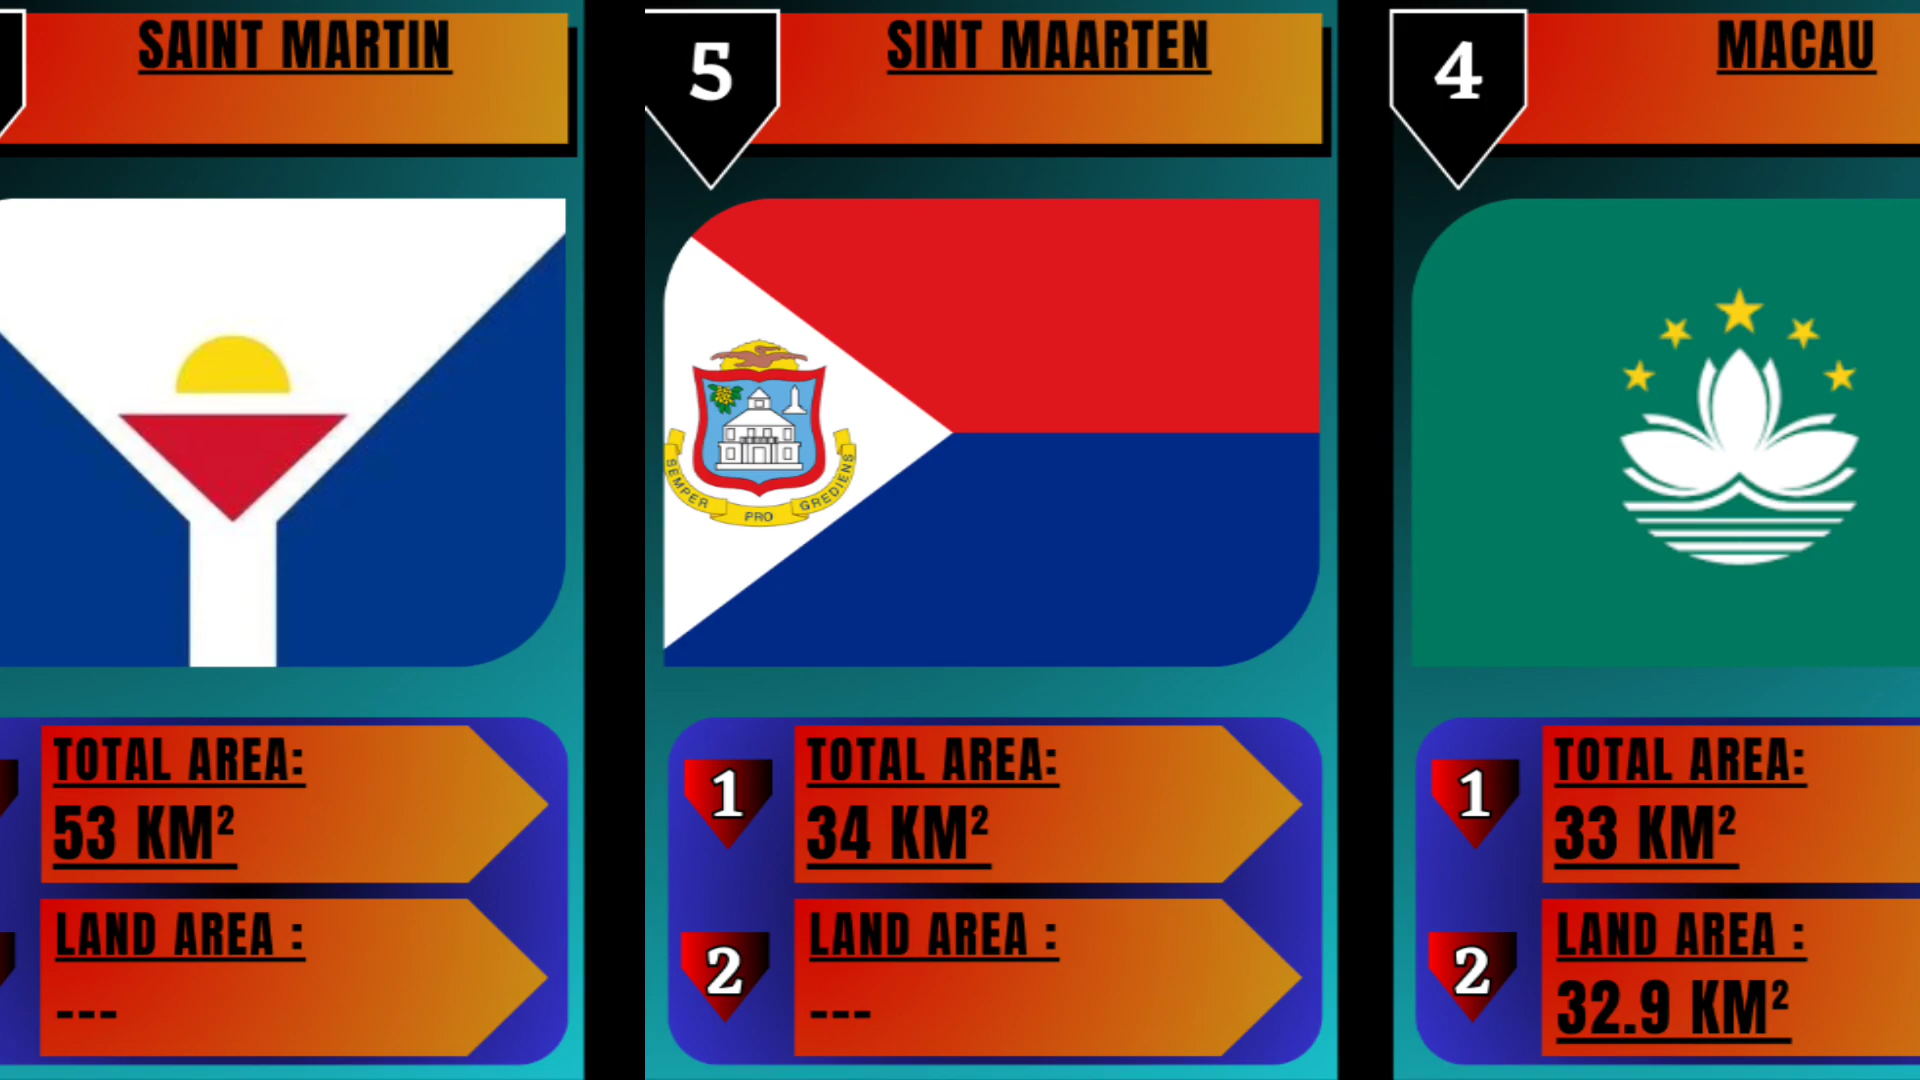 SAINT MARTIN
TOTAL AREA:
53 KM²
LAND AREA :
---
5
SINT MAARTEN
SEMPER PRO GREDIENS
1
TOTAL AREA:
34 KM²
2
LAND AREA :
---
4
MACAU
1
TOTAL AREA:
33 KM²
2
LAND AREA :
32.9 KM²